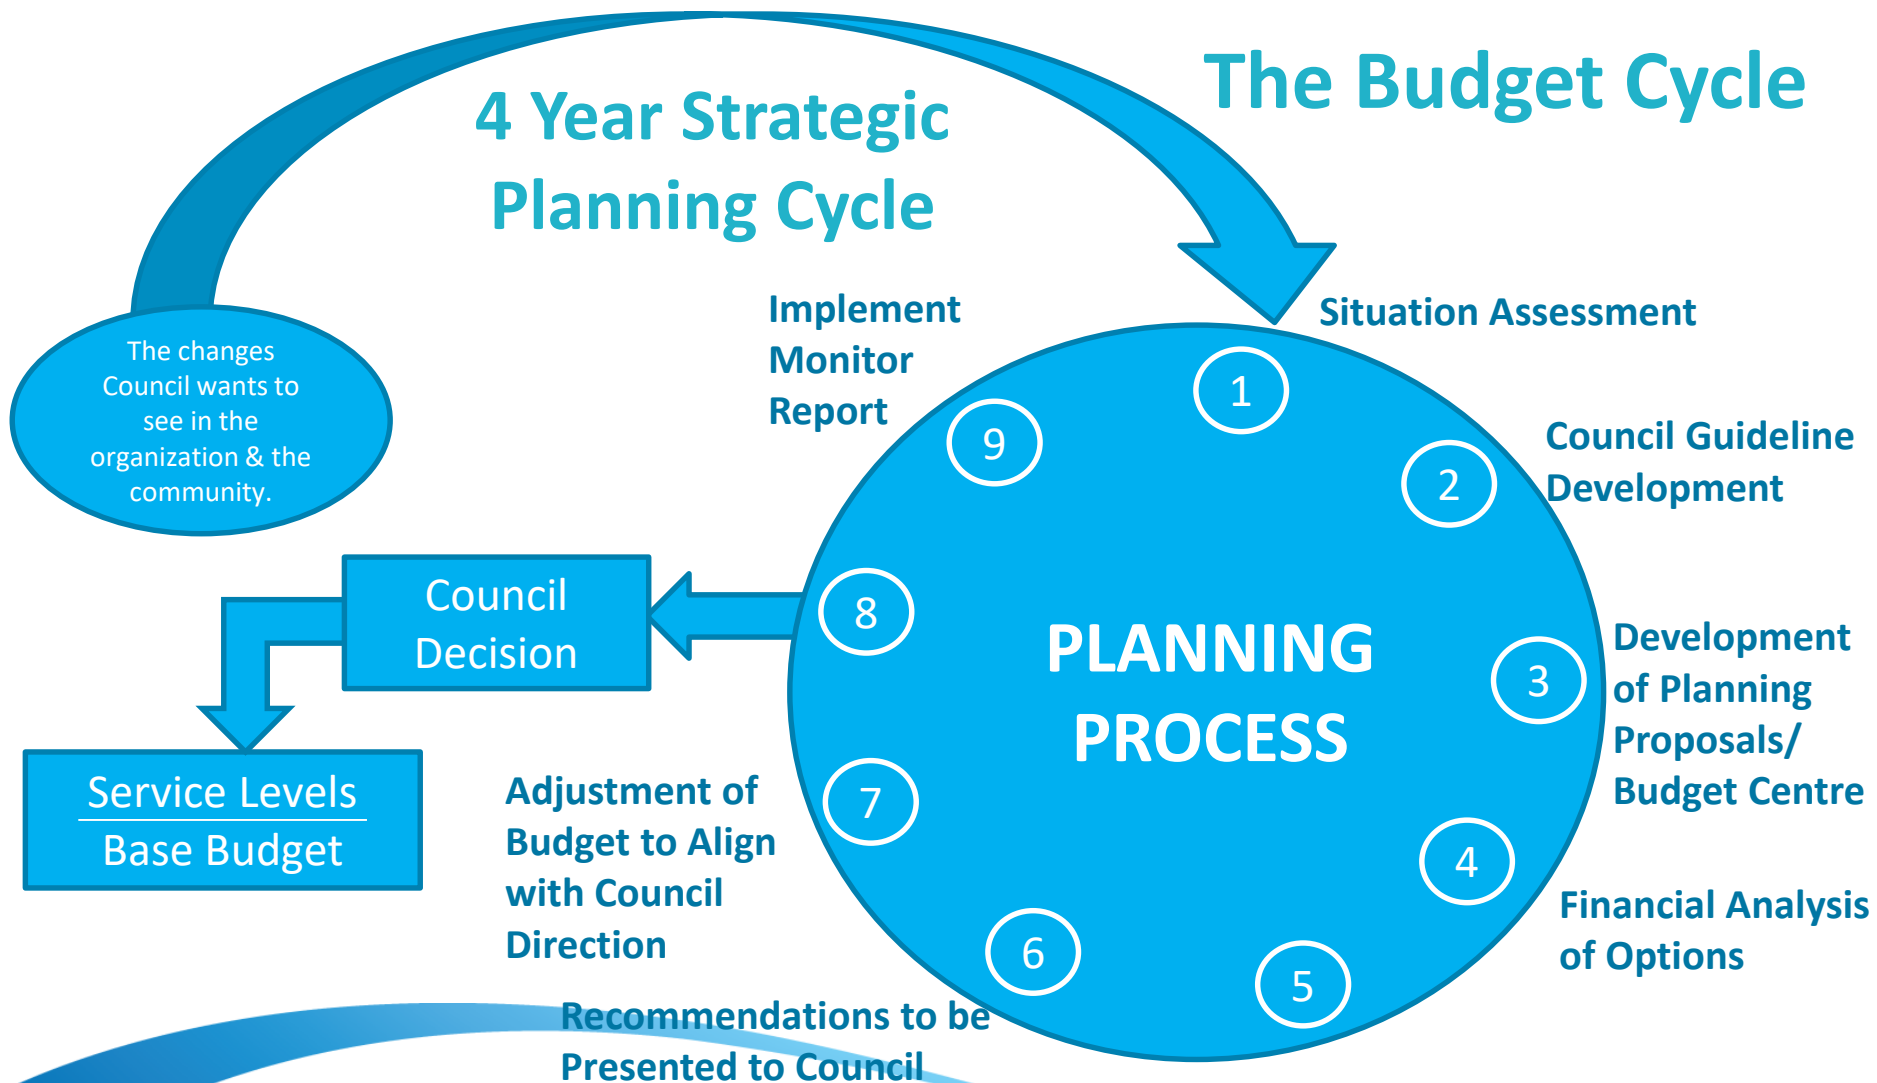 The Budget Cycle
4 Year Strategic
Planning Cycle
The changes
Council wants to
see in the
organization & the
community.
Implement
Monitor
Report
Situation Assessment
Council Guideline
Development
Development
of Planning
Proposals/
Budget Centre
Financial Analysis
of Options
1
2
3
4
5
6
7
8
9
PLANNING
PROCESS
Council
Decision
Service Levels
Base Budget
Adjustment of
Budget to Align
with Council
Direction
Recommendations to be
Presented to Council